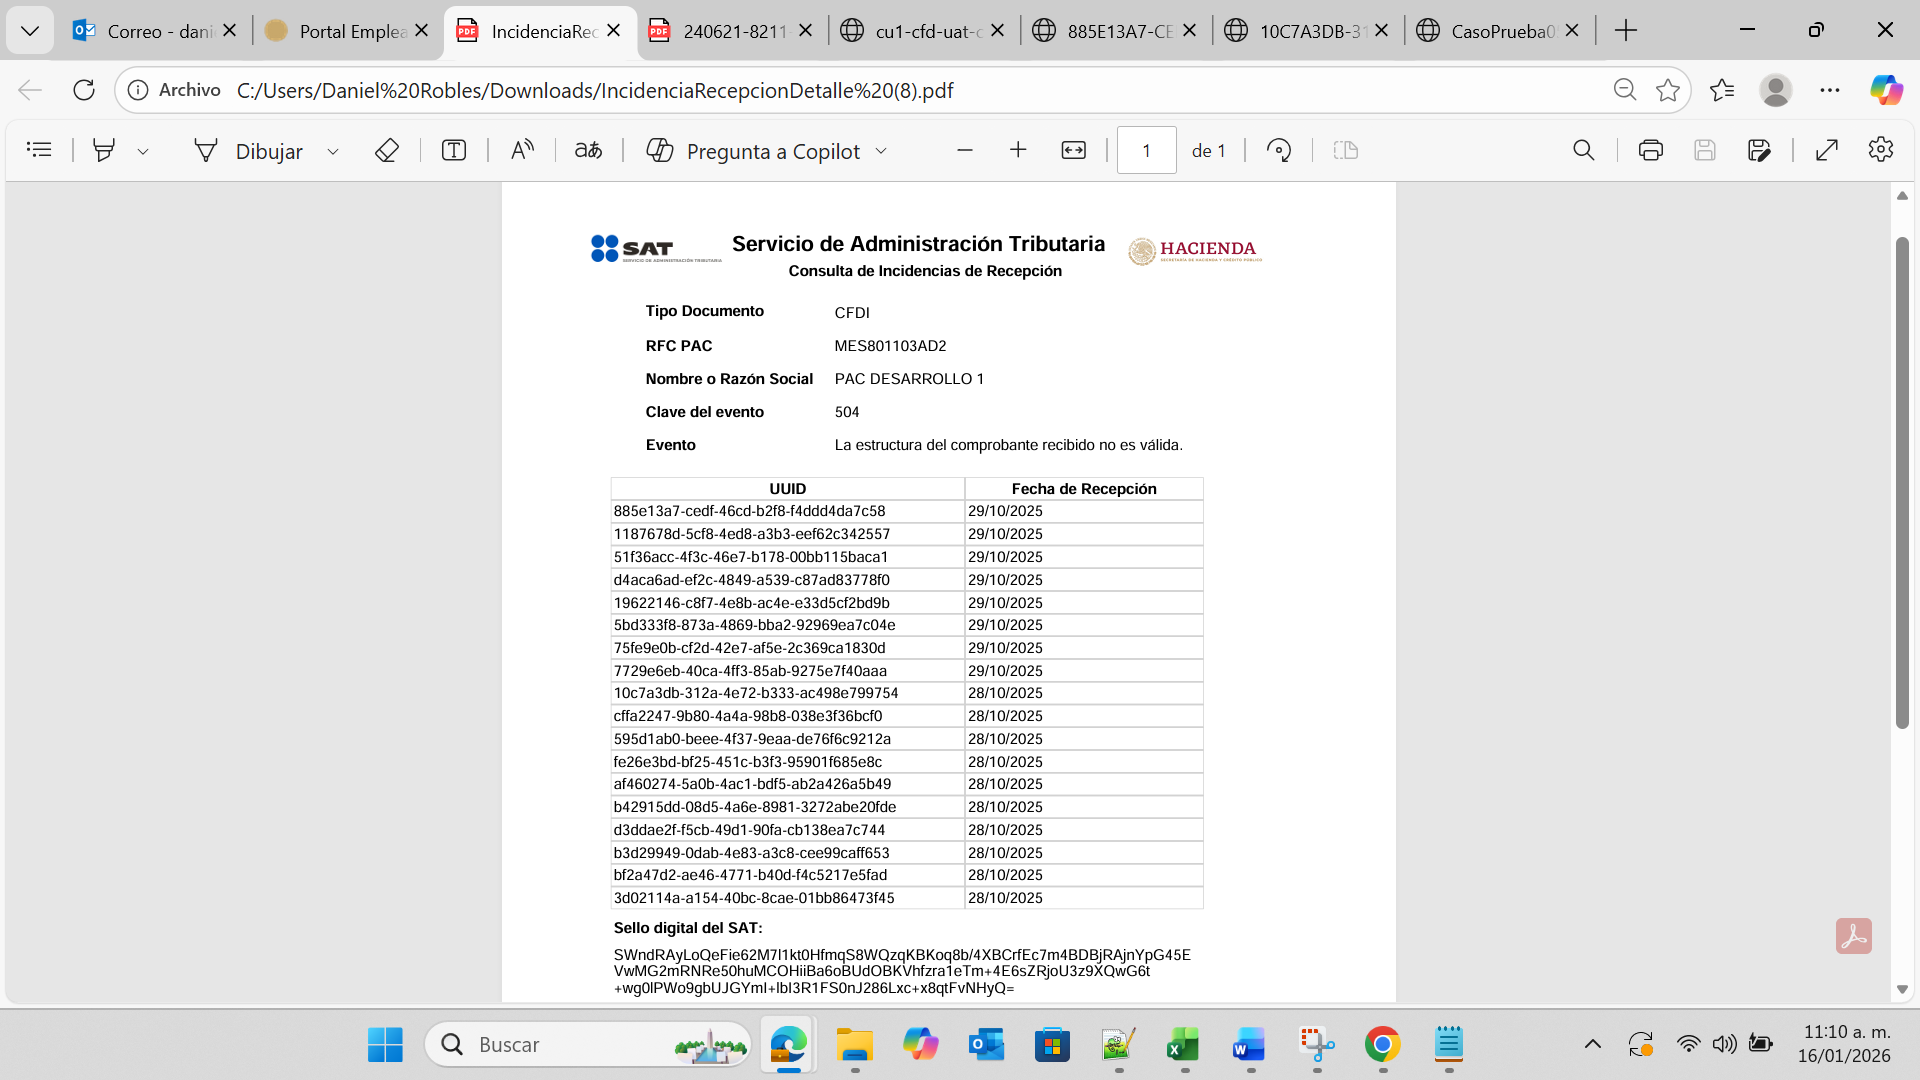 Correo - dani
Portal Emplea
IncidenciaRec
240621-8211-
cu1-cfd-uat-c
885E13A7-CE
10C7A3DB-31
CasoPrueba0
Archivo C:/Users/Daniel%20Robles/Downloads/IncidenciaRecepcionDetalle%20(8).pdf
Dibujar
Pregunta a Copilot
1 de 1
SAT
SERVICIO DE ADMINISTRACIÓN TRIBUTARIA
Servicio de Administración Tributaria
HACIENDA
SECRETARÍA DE HACIENDA Y CRÉDITO PÚBLICO
Consulta de Incidencias de Recepción
Tipo Documento CFDI
RFC PAC MES801103AD2
Nombre o Razón Social PAC DESARROLLO 1
Clave del evento 504
Evento La estructura del comprobante recibido no es válida.
UUID Fecha de Recepción
885e13a7-cedf-46cd-b2f8-f4ddd4da7c58 29/10/2025
1187678d-5cf8-4ed8-a3b3-eef62c342557 29/10/2025
51f36acc-4f3c-46e7-b178-00bb115baca1 29/10/2025
d4aca6ad-ef2c-4849-a539-c87ad83778f0 29/10/2025
19622146-c8f7-4e8b-ac4e-e33d5cf2bd9b 29/10/2025
5bd333f8-873a-4869-bba2-92969ea7c04e 29/10/2025
75fe9e0b-cf2d-42e7-af5e-2c369ca1830d 29/10/2025
7729e6eb-40ca-4ff3-85ab-9275e7f40aaa 29/10/2025
10c7a3db-312a-4e72-b333-ac498e799754 28/10/2025
cffa2247-9b80-4a4a-98b8-038e3f36bcf0 28/10/2025
595d1ab0-beee-4f37-9eaa-de76f6c9212a 28/10/2025
fe26e3bd-bf25-451c-b3f3-95901f685e8c 28/10/2025
af460274-5a0b-4ac1-bdf5-ab2a426a5b49 28/10/2025
b42915dd-08d5-4a6e-8981-3272abe20fde 28/10/2025
d3ddae2f-f5cb-49d1-90fa-cb138ea7c744 28/10/2025
b3d29949-0dab-4e83-a3c8-cee99caff653 28/10/2025
bf2a47d2-ae46-4771-b40d-f4c5217e5fad 28/10/2025
3d02114a-a154-40bc-8cae-01bb86473f45 28/10/2025
Sello digital del SAT:
SWndRAyLoQeFie62M7l1kt0HfmqS8WQzqKBKoq8b/4XBCrfEc7m4BDBjRAjnYpG45E
VwMG2mRNRe50huMCOHiiBa6oBUdOBKVhfzra1eTm+4E6sZRjoU3z9XQwG6t
+wg0lPWo9gbUJGYmI+lbI3R1FS0nJ286Lxc+x8qtFvNHyQ=
Buscar
11:10 a. m.
16/01/2026